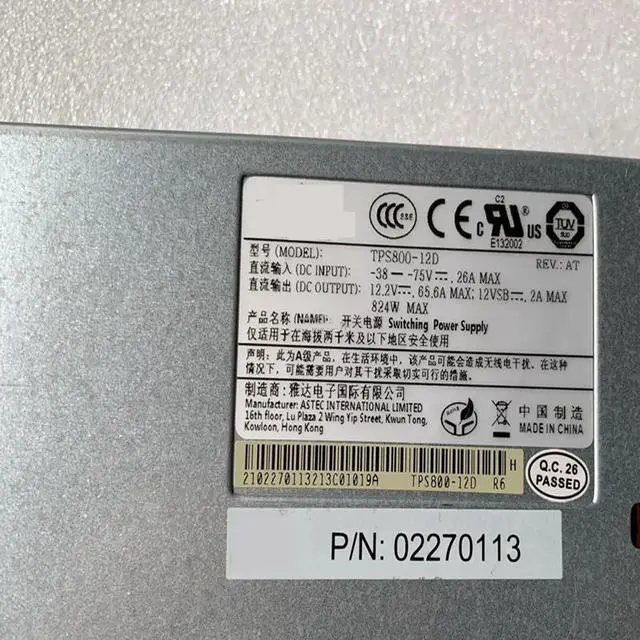 CCC S&E CE C UL ® US C2 E132002 TÜV SUD
型号 (MODEL): TPS800-12D REV.: AT
直流输入 (DC INPUT): -38 — -75V⎓, 26A MAX
直流输出 (DC OUTPUT): 12.2V⎓, 65.6A MAX; 12VSB⎓, 2A MAX
824W MAX
产品名称 (NAME): 开关电源 Switching Power Supply
仅适用于在海拔两千米及以下地区安全使用
声明: 此为A级产品, 在生活环境中, 该产品可能会造成无线电干扰. 在这种
情况下, 可能需要用户对其干扰采取切实可行的措施.
制造商: 雅达电子国际有限公司
Manufacturer: ASTEC INTERNATIONAL LIMITED
16th floor, Lu Plaza 2 Wing Yip Street, Kwun Tong,
Kowloon, Hong Kong
中国制造
MADE IN CHINA
H
2102270113213C01019A TPS800-12D R6
Q.C. 26
PASSED
P/N: 02270113